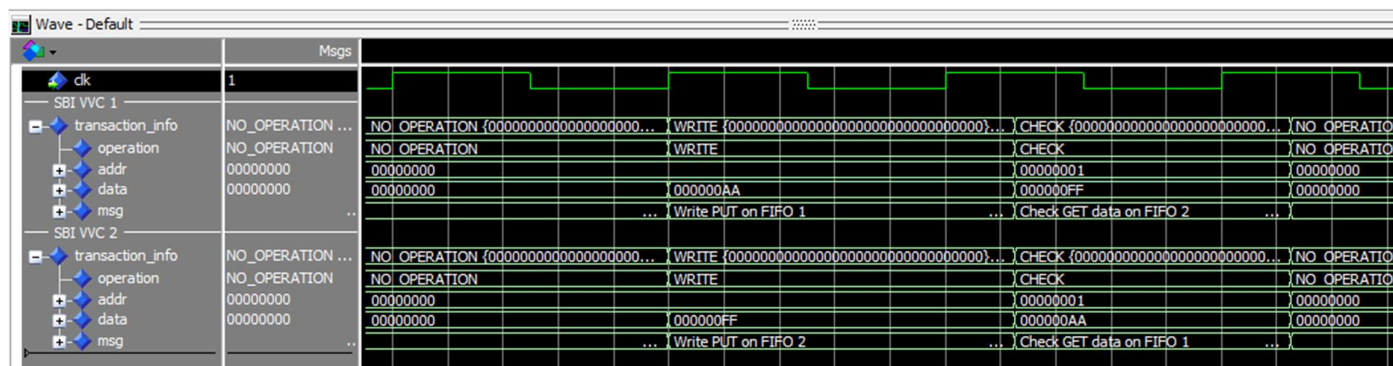 Wave - Default
Msgs
clk 1
SBI VVC 1
transaction_info NO_OPERATION ... NO_OPERATION {0000000000000000000... WRITE {00000000000000000000000000000000}... CHECK {000000000000000000000000... NO_OPERATIO
operation NO_OPERATION NO_OPERATION WRITE CHECK NO_OPERATIO
addr 00000000 00000000 00000001 00000000
data 00000000 00000000 000000AA 000000FF 00000000
msg .. ... Write PUT on FIFO 1 ... Check GET data on FIFO 2 ...
SBI VVC 2
transaction_info NO_OPERATION ... NO_OPERATION {0000000000000000000... WRITE {00000000000000000000000000000000}... CHECK {000000000000000000000000... NO_OPERATIO
operation NO_OPERATION NO_OPERATION WRITE CHECK NO_OPERATIO
addr 00000000 00000000 00000001 00000000
data 00000000 00000000 000000FF 000000AA 00000000
msg .. ... Write PUT on FIFO 2 ... Check GET data on FIFO 1 ...